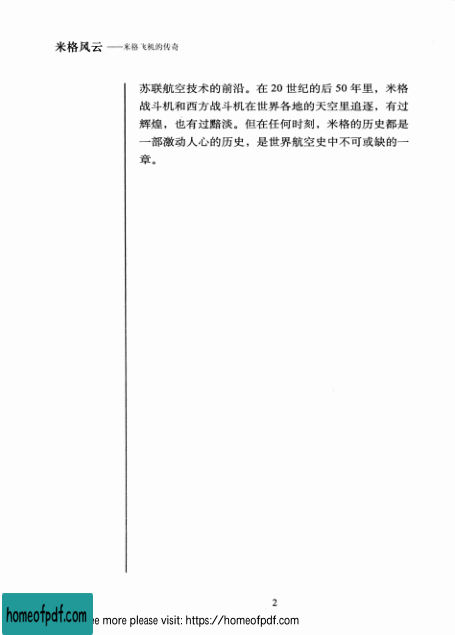 米格风云 ——米格飞机的传奇
苏联航空技术的前沿。在 20 世纪的后 50 年里，米格
战斗机和西方战斗机在世界各地的天空里追逐，有过
辉煌，也有过黯淡。但在任何时刻，米格的历史都是
一部激动人心的历史，是世界航空史中不可或缺的一
章。
2
homeofpdf.com
ee more please visit: https://homeofpdf.com